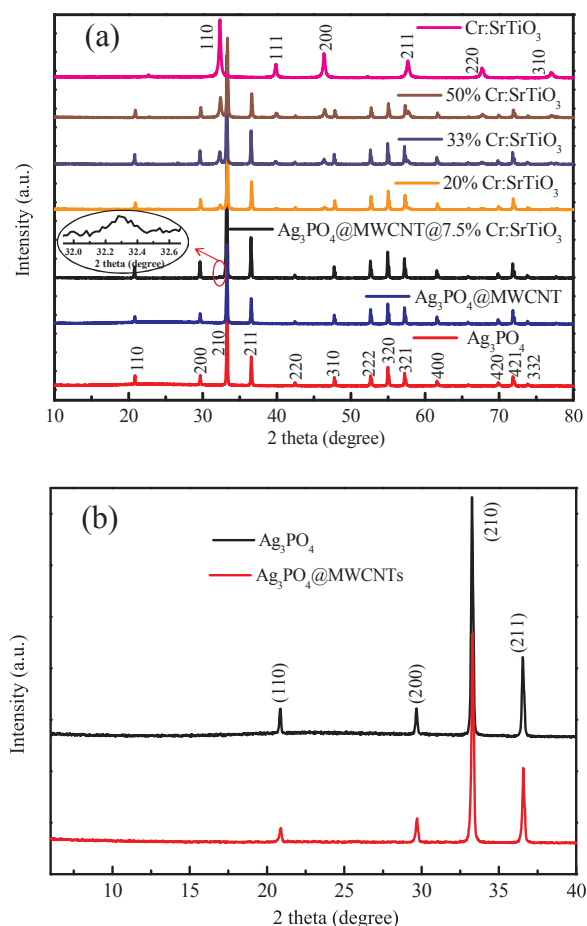 (a)
Cr:SrTiO₃
110
111
200
211
220
310
50% Cr:SrTiO₃
33% Cr:SrTiO₃
20% Cr:SrTiO₃
Ag₃PO₄@MWCNT@7.5% Cr:SrTiO₃
32.0 32.2 32.4 32.6
2 theta (degree)
Ag₃PO₄@MWCNT
Ag₃PO₄
110
200
210
211
220
310
222
320
321
400
420
421
332
10 20 30 40 50 60 70 80
2 theta (degree)
Intensity (a.u.)
(b)
Ag₃PO₄
Ag₃PO₄@MWCNTs
(110)
(200)
(210)
(211)
10 15 20 25 30 35 40
2 theta (degree)
Intensity (a.u.)